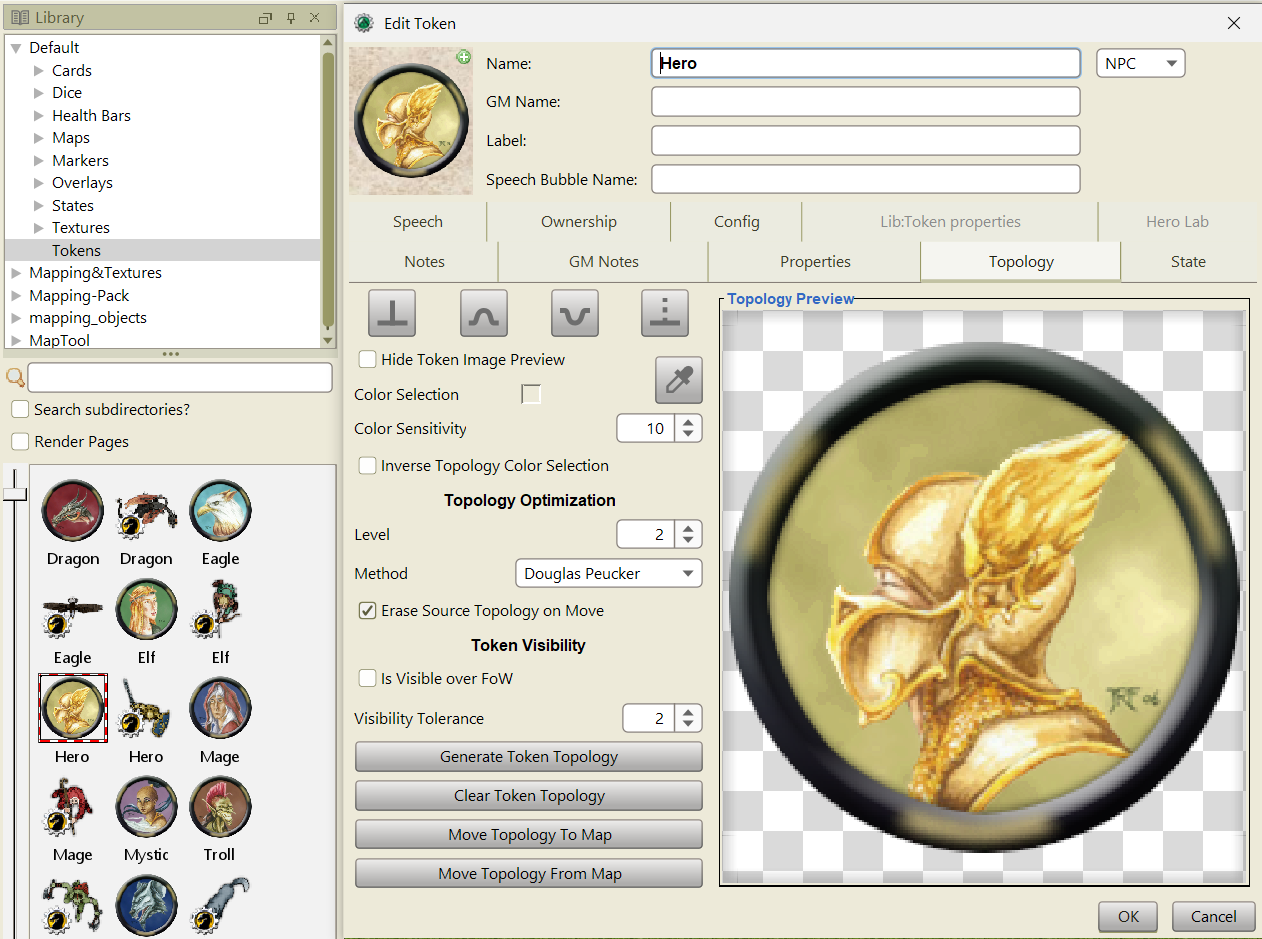 Library
Default
Cards
Dice
Health Bars
Maps
Markers
Overlays
States
Textures
Tokens
Mapping&Textures
Mapping-Pack
mapping_objects
MapTool
Search subdirectories?
Render Pages
Dragon Dragon Eagle
Eagle Elf Elf
Hero Hero Mage
Mage Mystic Troll
Edit Token
Name: Hero NPC
GM Name:
Label:
Speech Bubble Name:
Speech Ownership Config Lib:Token properties Hero Lab
Notes GM Notes Properties Topology State
Hide Token Image Preview
Color Selection
Color Sensitivity 10
Inverse Topology Color Selection
Topology Optimization
Level 2
Method Douglas Peucker
Erase Source Topology on Move
Token Visibility
Is Visible over FoW
Visibility Tolerance 2
Generate Token Topology
Clear Token Topology
Move Topology To Map
Move Topology From Map
Topology Preview
OK Cancel